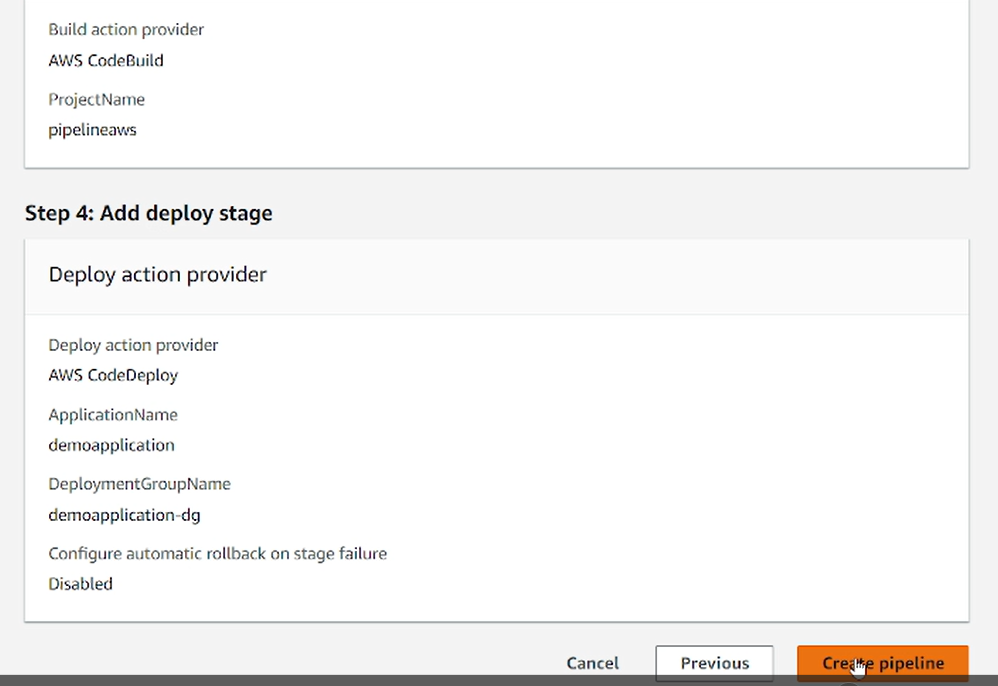 Build action provider
AWS CodeBuild
ProjectName
pipelineaws
Step 4: Add deploy stage
Deploy action provider
Deploy action provider
AWS CodeDeploy
ApplicationName
demoapplication
DeploymentGroupName
demoapplication-dg
Configure automatic rollback on stage failure
Disabled
Cancel
Previous
Create pipeline